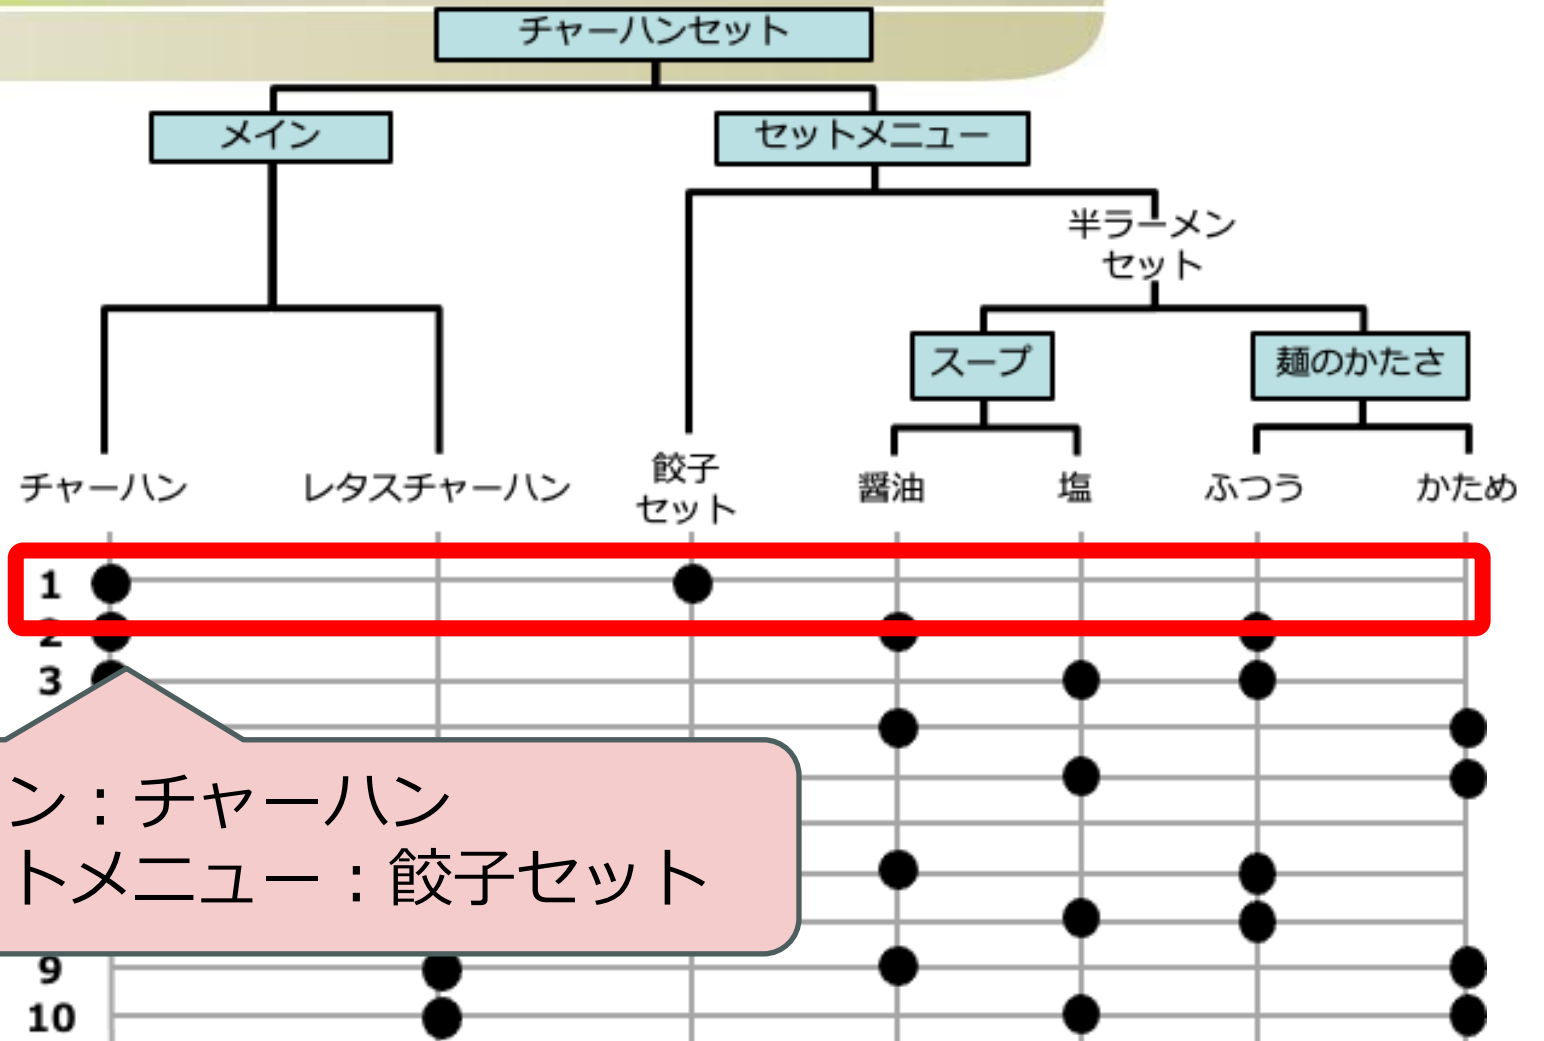 チャーハンセット
メイン
セットメニュー
半ラーメン
セット
スープ
麺のかたさ
チャーハン
レタスチャーハン
餃子
セット
醤油
塩
ふつう
かため
1
2
3
ン：チャーハン
トメニュー：餃子セット
9
10